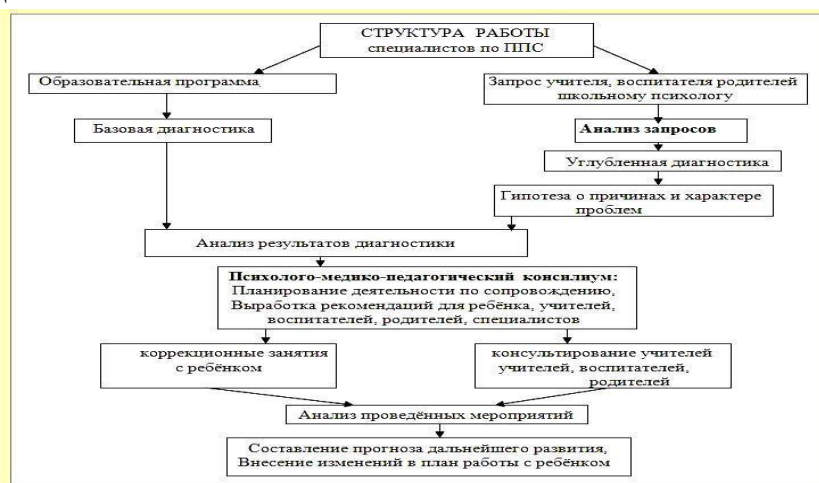 СТРУКТУРА РАБОТЫ
специалистов по ППС
Образовательная программа
Запрос учителя, воспитателя родителей
школьному психологу
Базовая диагностика
Анализ запросов
Углубленная диагностика
Гипотеза о причинах и характере
проблем
Анализ результатов диагностики
Психолого-медико-педагогический консилиум:
Планирование деятельности по сопровождению,
Выработка рекомендаций для ребёнка, учителей,
воспитателей, родителей, специалистов
коррекционные занятия
с ребёнком
консультирование учителей
учителей, воспитателей,
родителей
Анализ проведённых мероприятий
Составление прогноза дальнейшего развития,
Внесение изменений в план работы с ребёнком